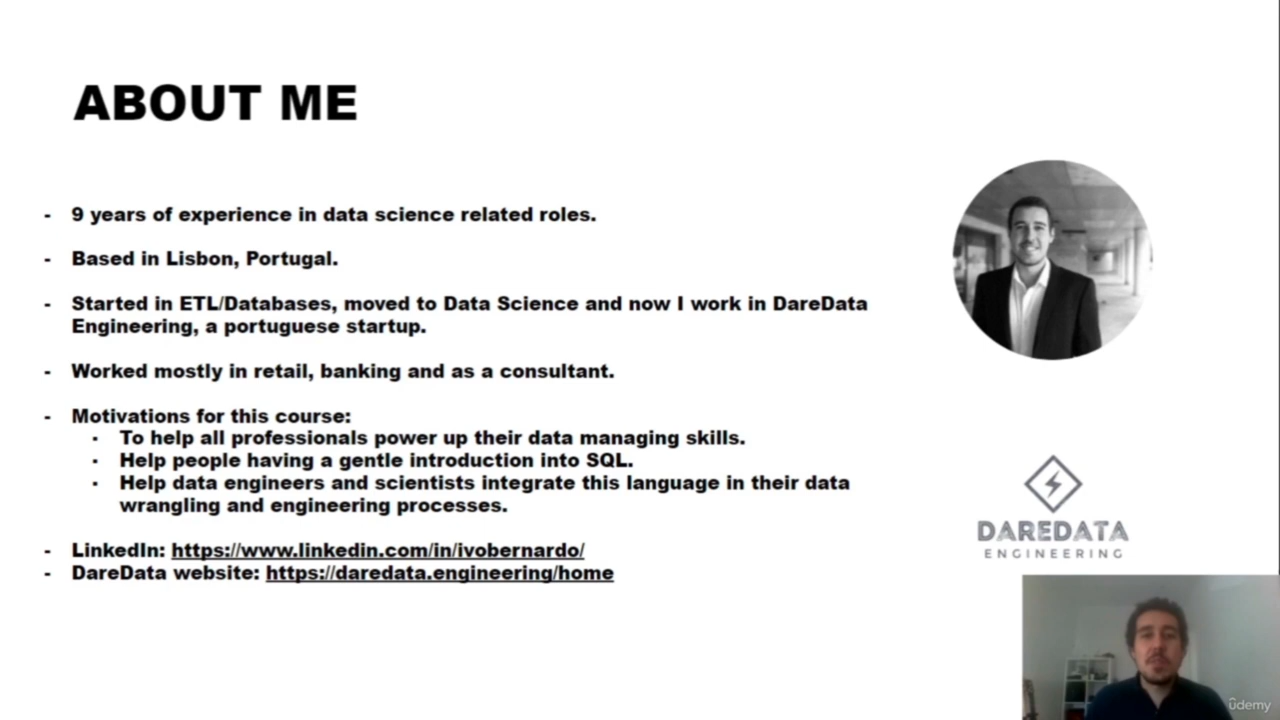 ABOUT ME
- 9 years of experience in data science related roles.
- Based in Lisbon, Portugal.
- Started in ETL/Databases, moved to Data Science and now I work in DareData
Engineering, a portuguese startup.
- Worked mostly in retail, banking and as a consultant.
- Motivations for this course:
▪ To help all professionals power up their data managing skills.
▪ Help people having a gentle introduction into SQL.
▪ Help data engineers and scientists integrate this language in their data
wrangling and engineering processes.
- LinkedIn: https://www.linkedin.com/in/ivobernardo/
- DareData website: https://daredata.engineering/home
DAREDATA
ENGINEERING
ûdemy